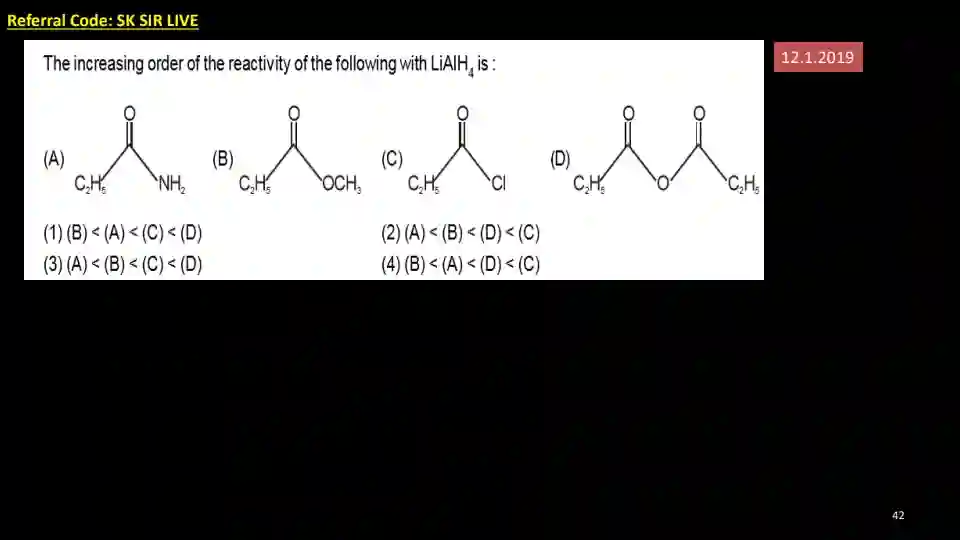 Referral Code: SK SIR LIVE
The increasing order of the reactivity of the following with LiAlH4 is :
12.1.2019
(A) O C2H5 NH2 (B) O C2H5 OCH3 (C) O C2H5 Cl (D) O O C2H5 O C2H5
(1) (B) < (A) < (C) < (D) (2) (A) < (B) < (D) < (C)
(3) (A) < (B) < (C) < (D) (4) (B) < (A) < (D) < (C)
42